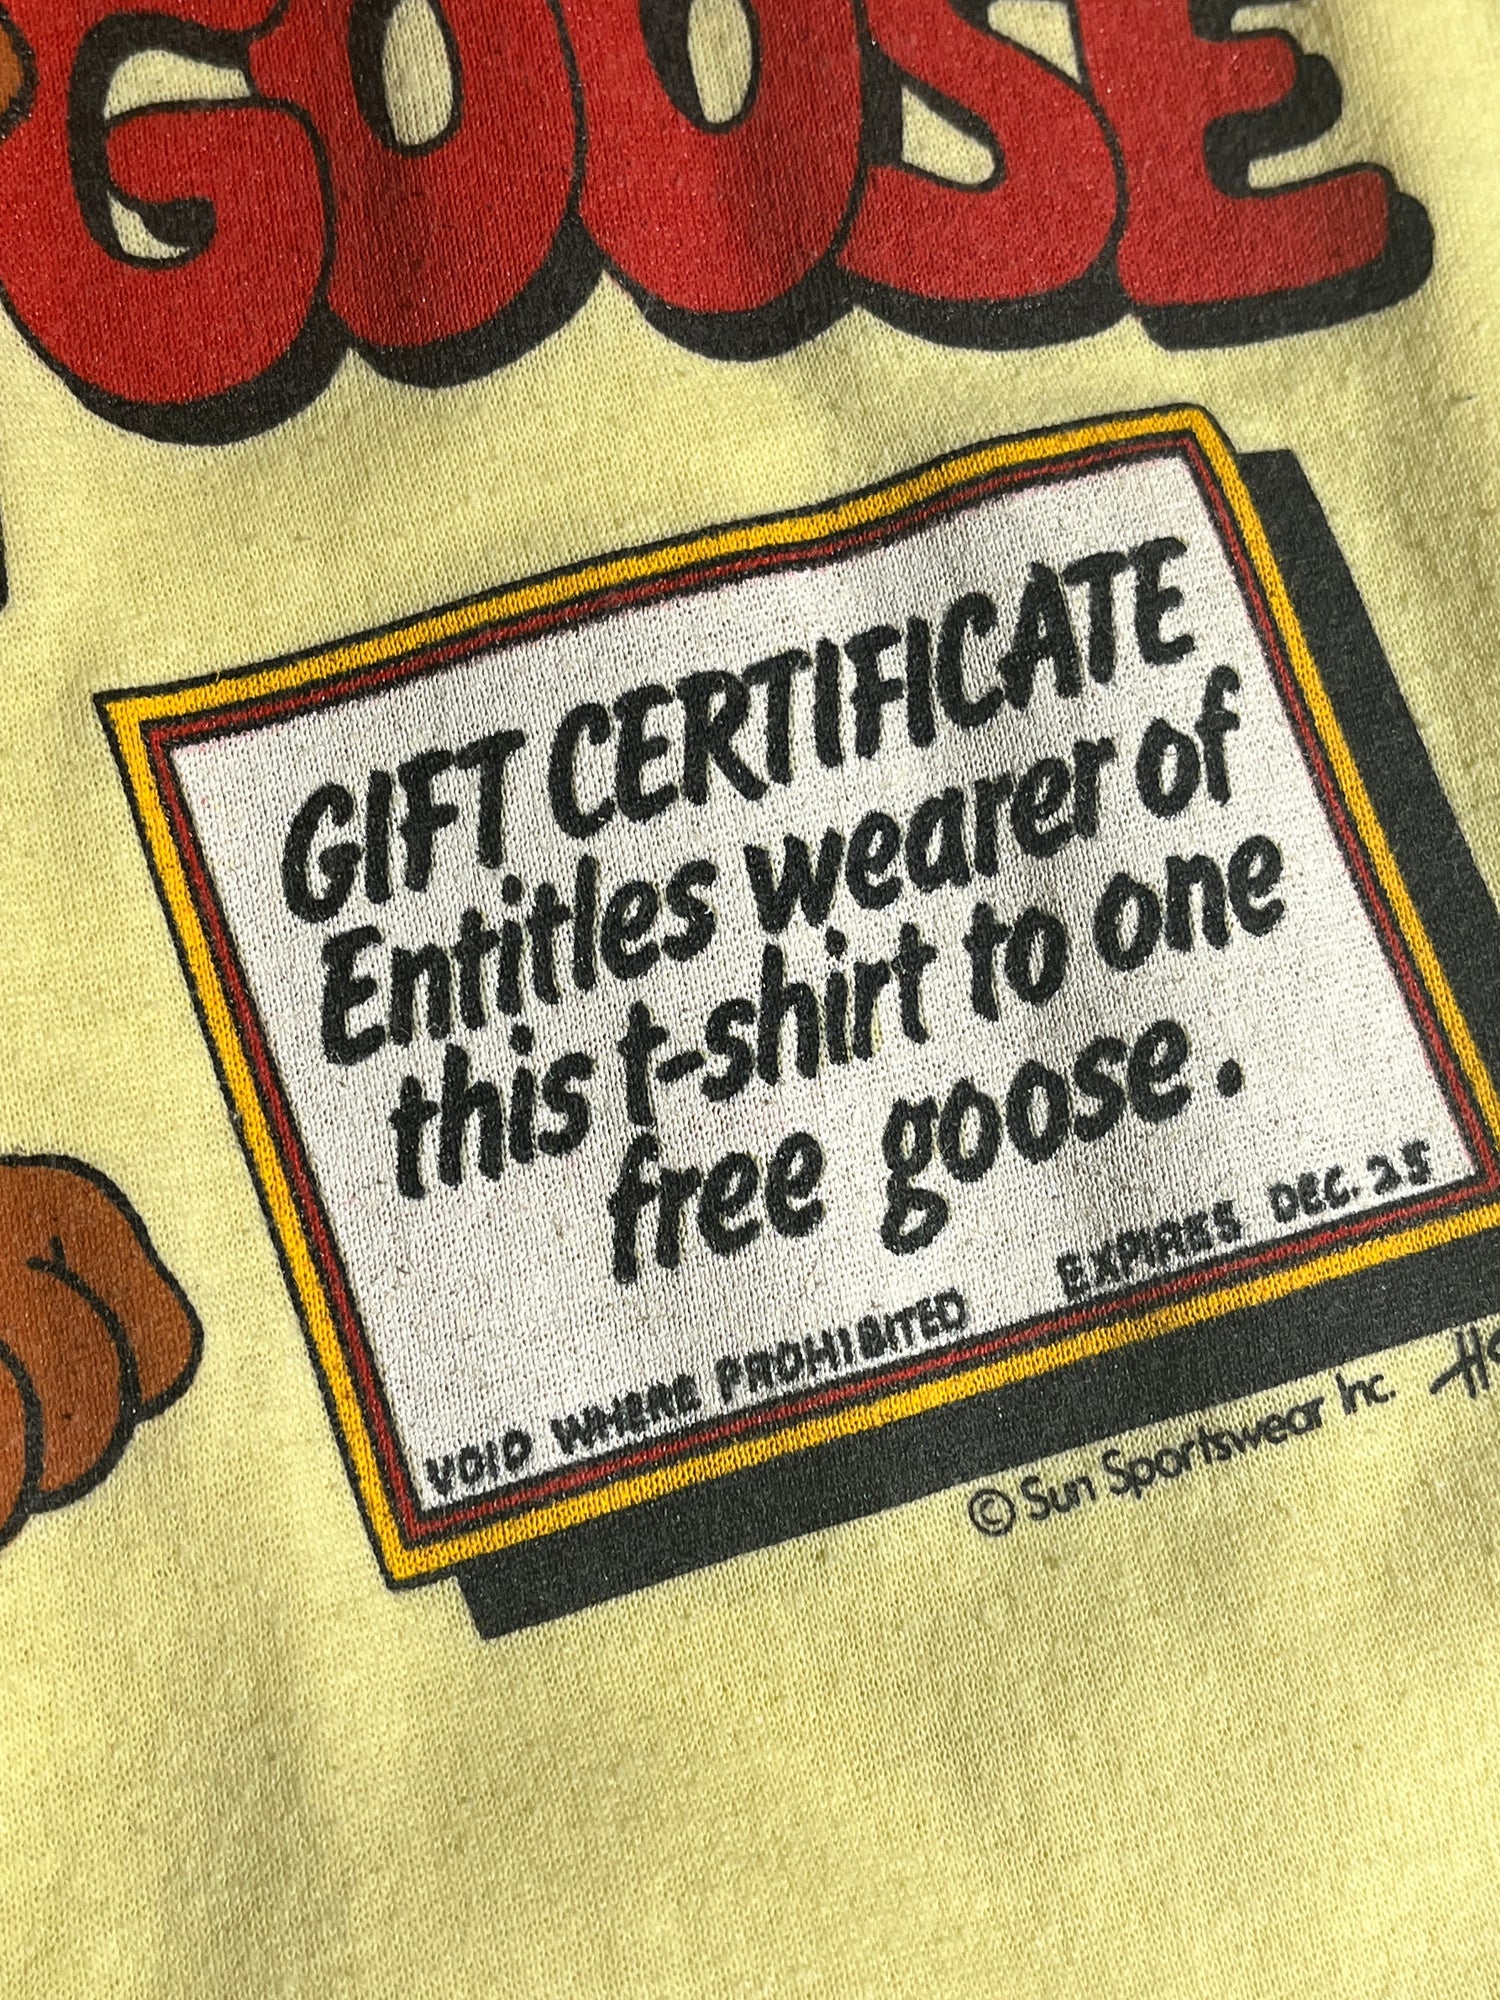 GOOSE
GIFT CERTIFICATE
Entitles wearer of
this t-shirt to one
free goose.
VOID WHERE PROHIBITED EXPIRES DEC. 25
© Sun Sportswear Inc.